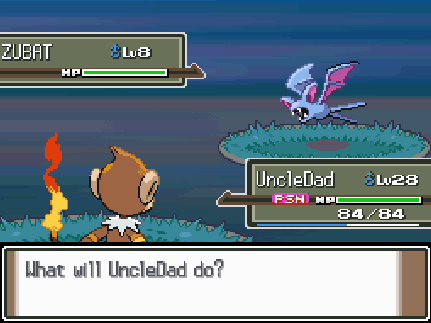 ZUBAT ♂Lv8
HP
UncleDad ♂Lv28
PSN HP
84/84
What will UncleDad do?